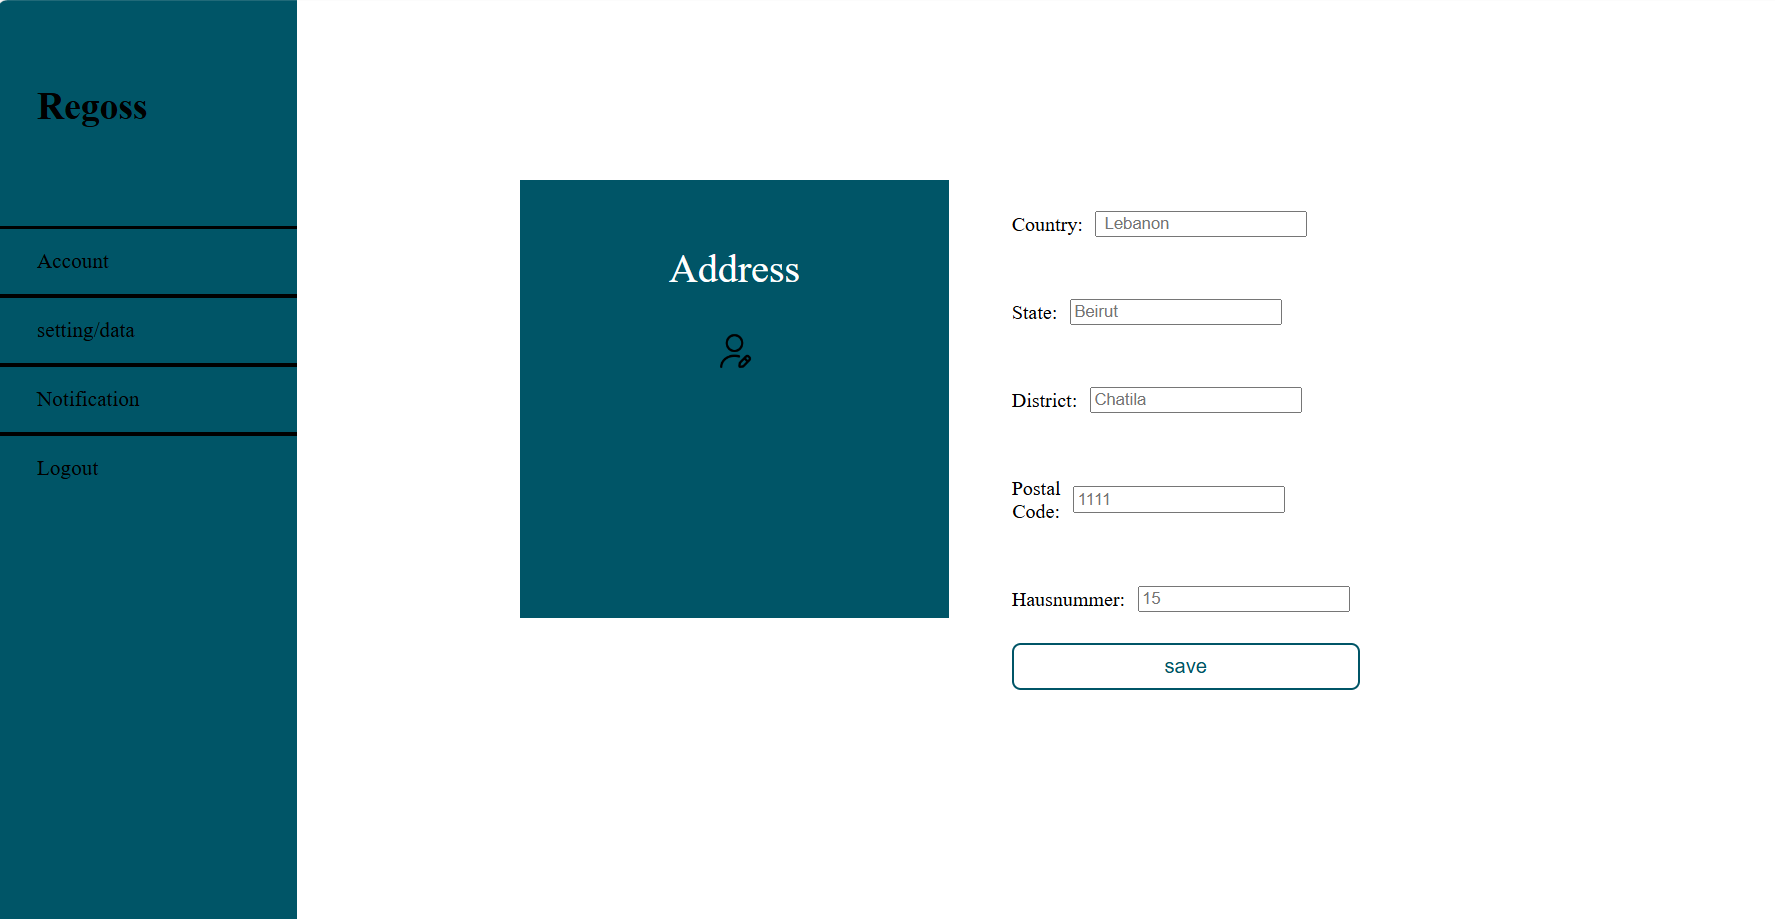 Regoss
Account
setting/data
Notification
Logout
Address
Country: Lebanon
State: Beirut
District: Chatila
Postal
Code: 1111
Hausnummer: 15
save